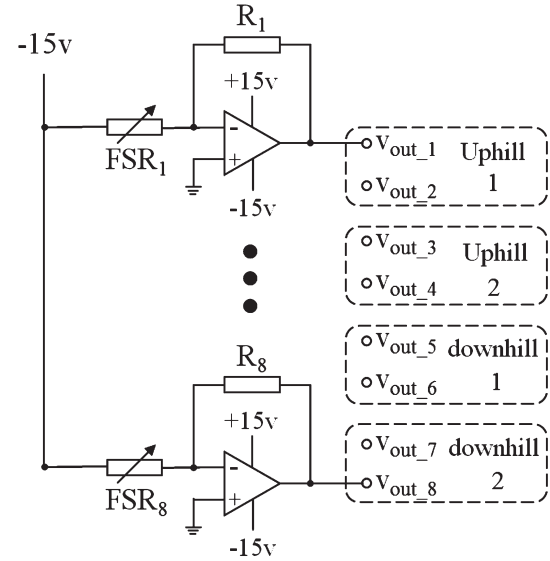 R1
-15v
+15v
-
+
FSR1
-15v
Vout_1 Uphill
Vout_2 1
Vout_3 Uphill
Vout_4 2
Vout_5 downhill
Vout_6 1
R8
+15v
-
+
FSR8
-15v
Vout_7 downhill
Vout_8 2